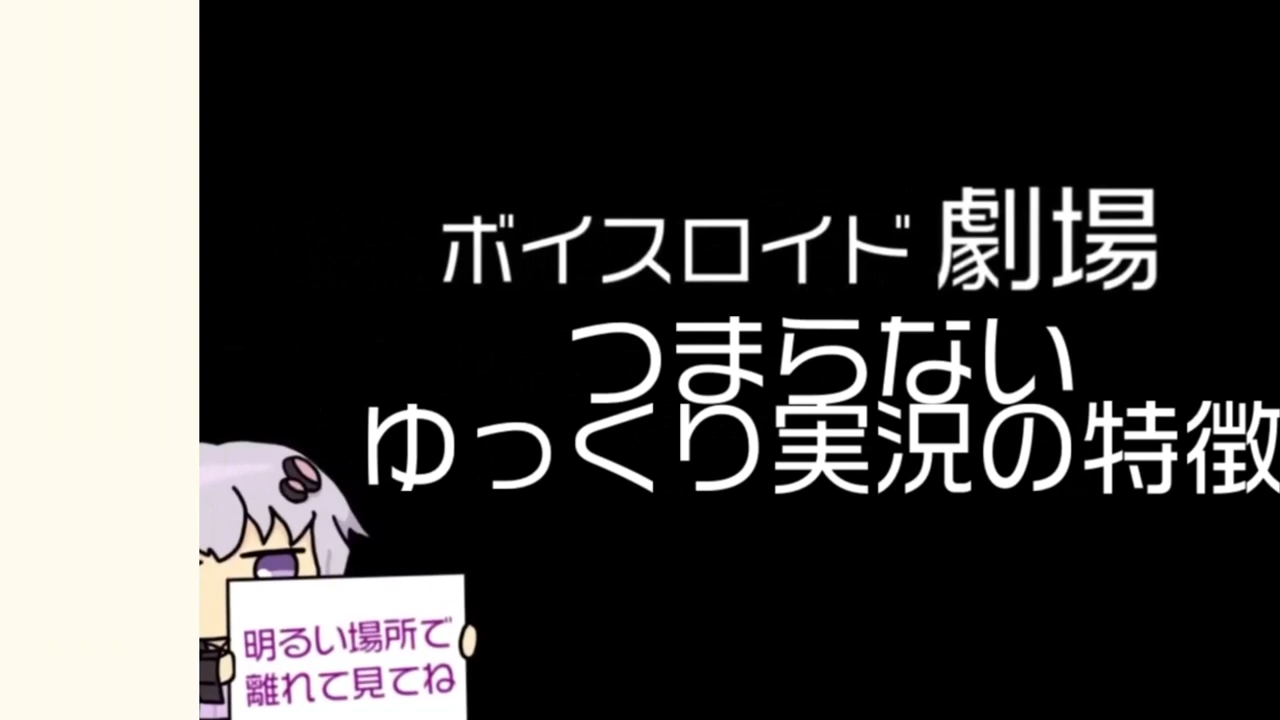 ボイスロイド劇場
つまらない
ゆっくり実況の特徴
明るい場所で
離れて見てね